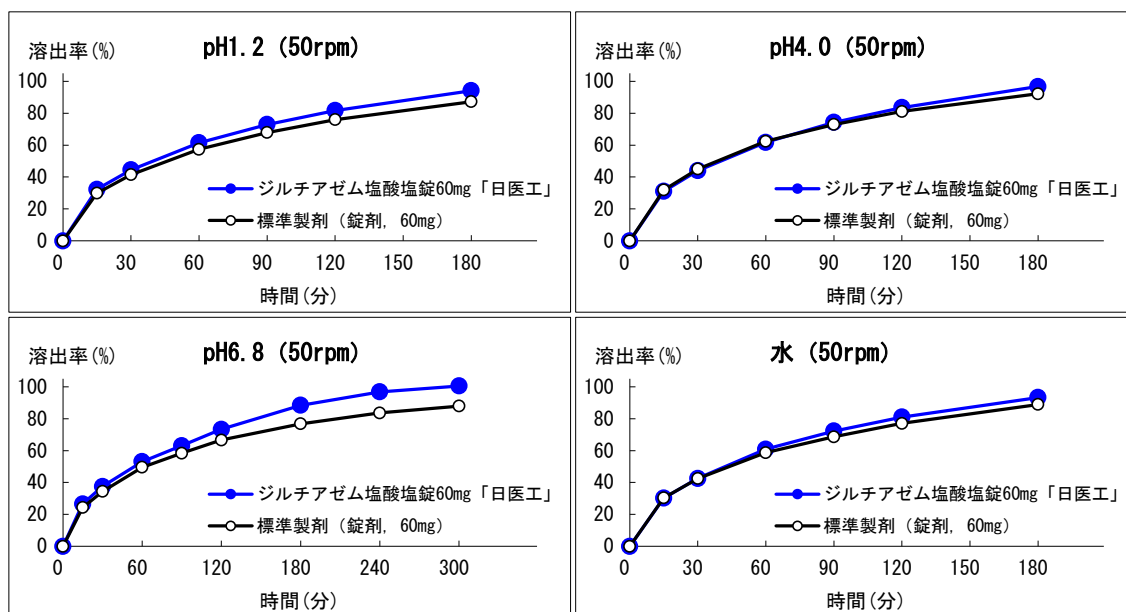 溶出率(%)
pH1.2 (50rpm)
100
80
60
40
20
0
ジルチアゼム塩酸塩錠60mg「日医工」
標準製剤 (錠剤, 60mg)
0 30 60 90 120 150 180
時間(分)
溶出率(%)
pH4.0 (50rpm)
100
80
60
40
20
0
ジルチアゼム塩酸塩錠60mg「日医工」
標準製剤 (錠剤, 60mg)
0 30 60 90 120 150 180
時間(分)
溶出率(%)
pH6.8 (50rpm)
100
80
60
40
20
0
ジルチアゼム塩酸塩錠60mg「日医工」
標準製剤 (錠剤, 60mg)
0 60 120 180 240 300
時間(分)
溶出率(%)
水 (50rpm)
100
80
60
40
20
0
ジルチアゼム塩酸塩錠60mg「日医工」
標準製剤 (錠剤, 60mg)
0 30 60 90 120 150 180
時間(分)